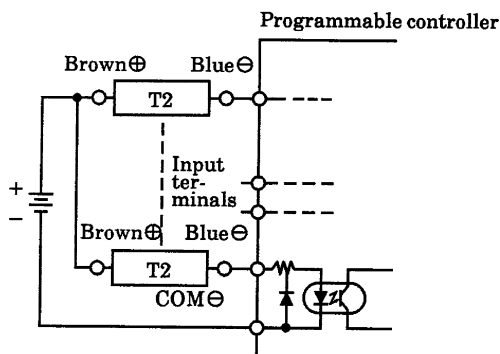 Programmable controller
Brown⊕ Blue⊖
T2
+
−
Input
ter-
minals
Brown⊕ Blue⊖
T2
COM⊖